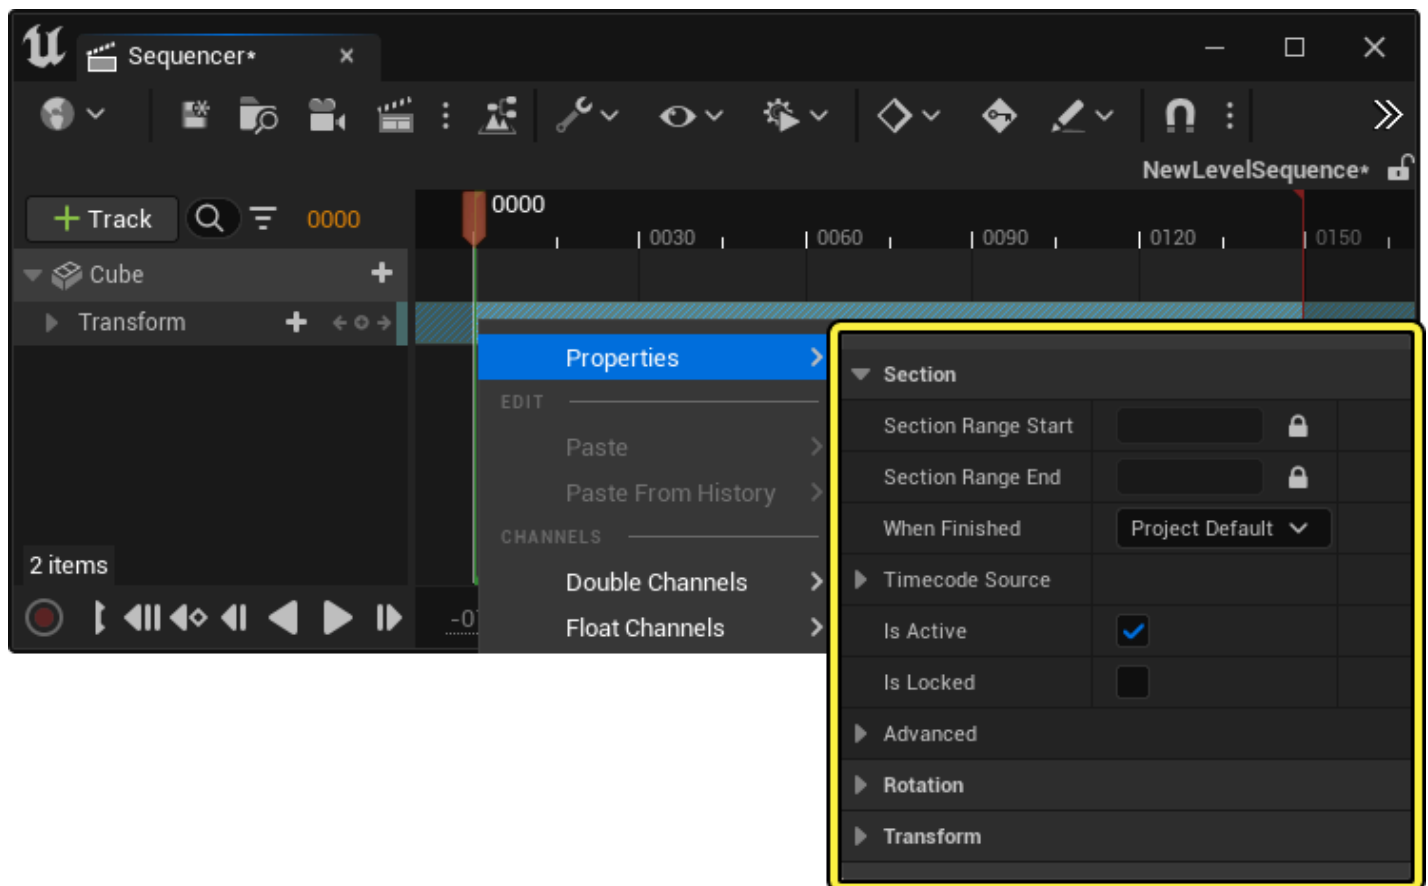 Sequencer*
NewLevelSequence*
Track
0000
0000
0030
0060
0090
0120
0150
Cube
Transform
Properties
EDIT
Paste
Paste From History
CHANNELS
Double Channels
Float Channels
2 items
Section
Section Range Start
Section Range End
When Finished
Project Default
Timecode Source
Is Active
Is Locked
Advanced
Rotation
Transform